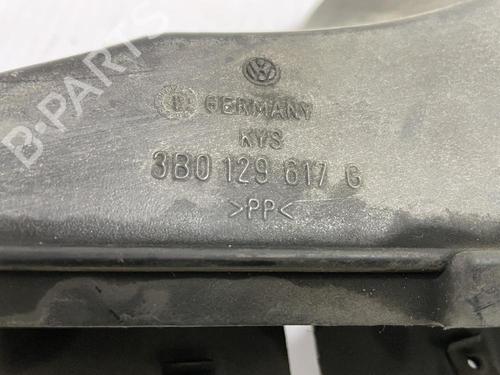 B-PARTS
GERMANY
KYS
3B0 129 617 G
>PP<